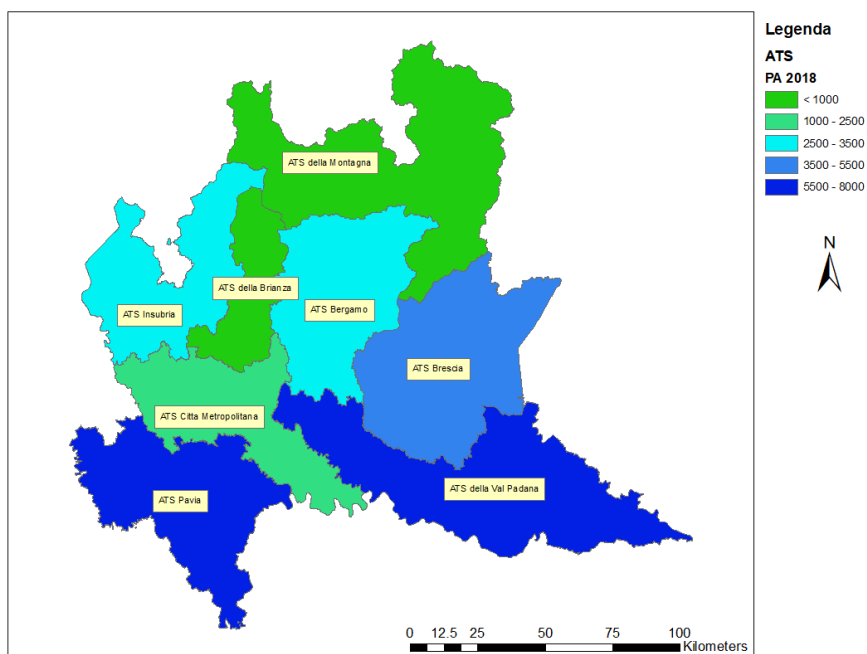 Legenda
ATS
PA 2018
< 1000
1000 - 2500
2500 - 3500
3500 - 5500
5500 - 8000
N
ATS della Montagna
ATS della Brianza
ATS Insubria
ATS Bergamo
ATS Brescia
ATS Citta Metropolitana
ATS della Val Padana
ATS Pavia
0 12.5 25 50 75 100
Kilometers